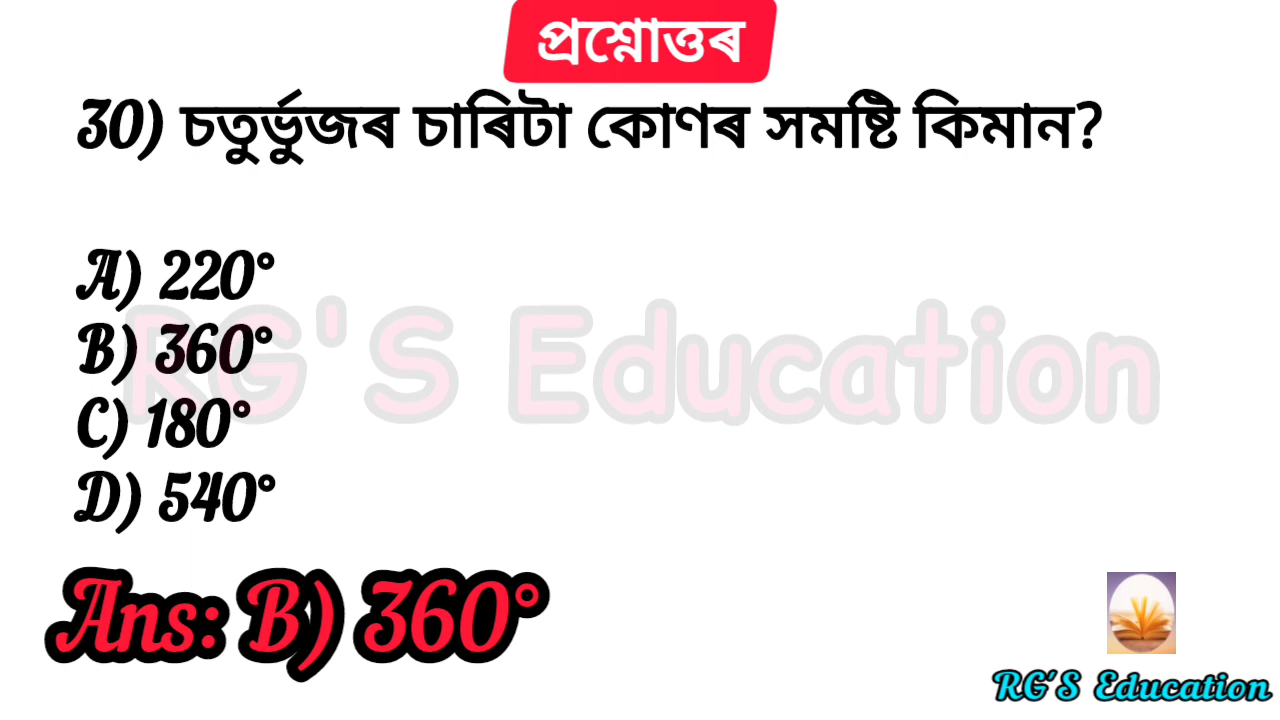 প্ৰশ্নোত্তৰ
30) চতুৰ্ভুজৰ চাৰিটা কোণৰ সমষ্টি কিমান?
A) 220°
B) 360°
C) 180°
D) 540°
RG'S Education
Ans: B) 360°
RG'S Education